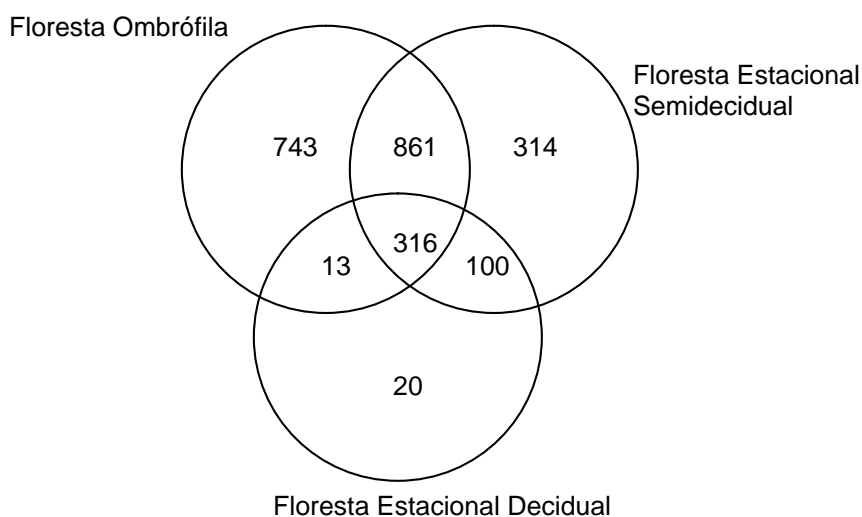 Floresta Ombrófila
Floresta Estacional
Semidecidual
743
861
314
316
13
100
20
Floresta Estacional Decidual